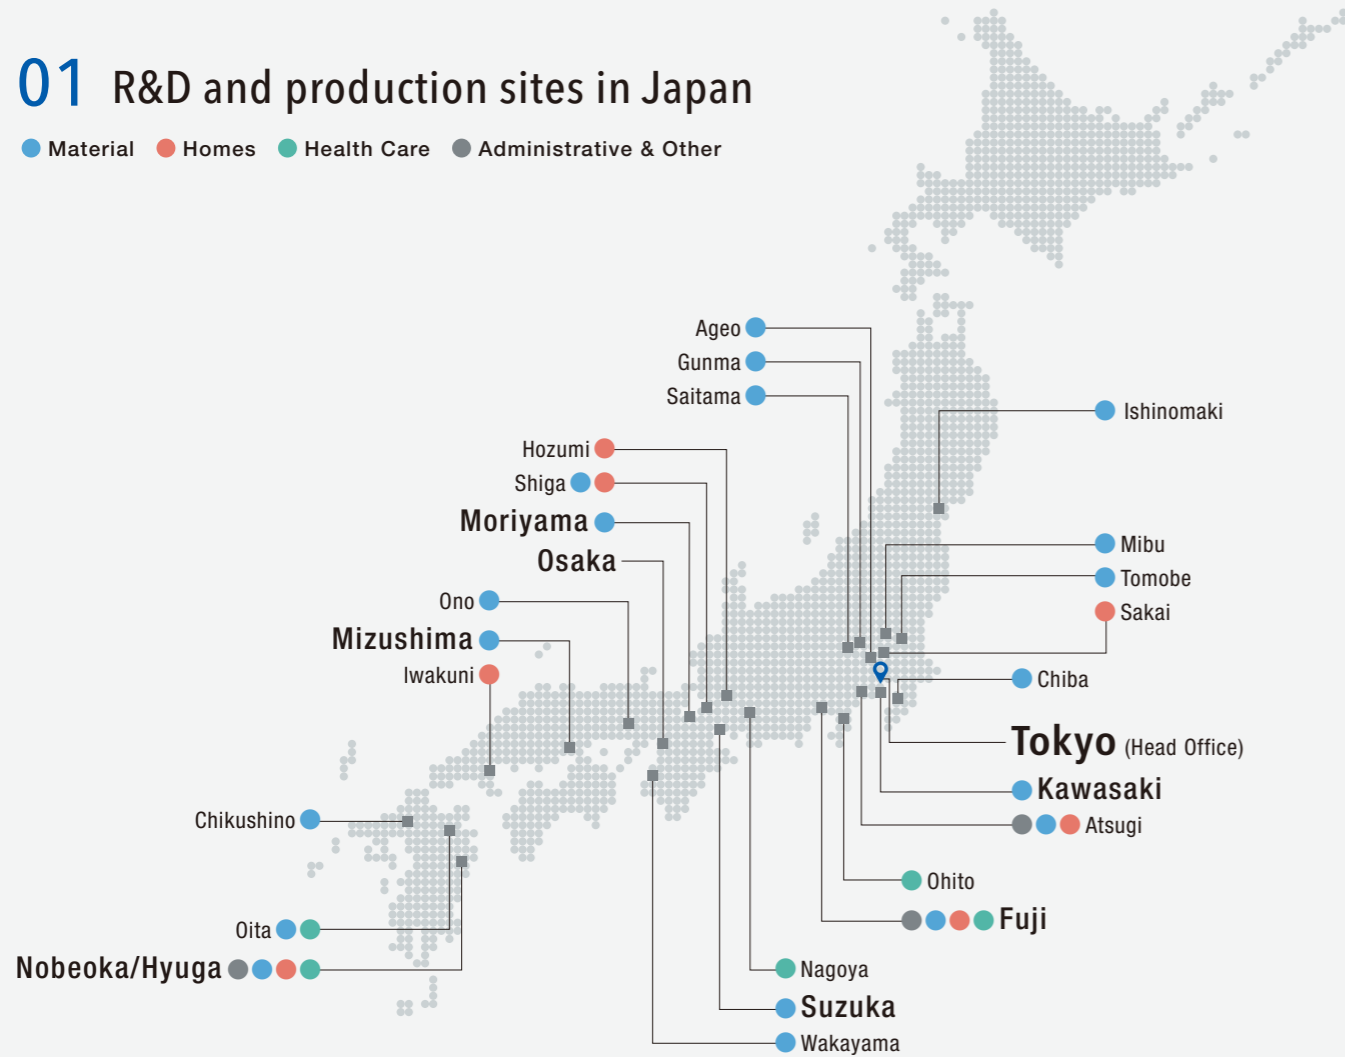 01 R&D and production sites in Japan
Material Homes Health Care Administrative & Other
Ageo
Gunma
Saitama
Ishinomaki
Hozumi
Shiga
Moriyama
Osaka
Mibu
Tomobe
Sakai
Ono
Mizushima
Iwakuni
Chiba
Tokyo (Head Office)
Kawasaki
Atsugi
Chikushino
Ohito
Fuji
Oita
Nobeoka/Hyuga
Nagoya
Suzuka
Wakayama